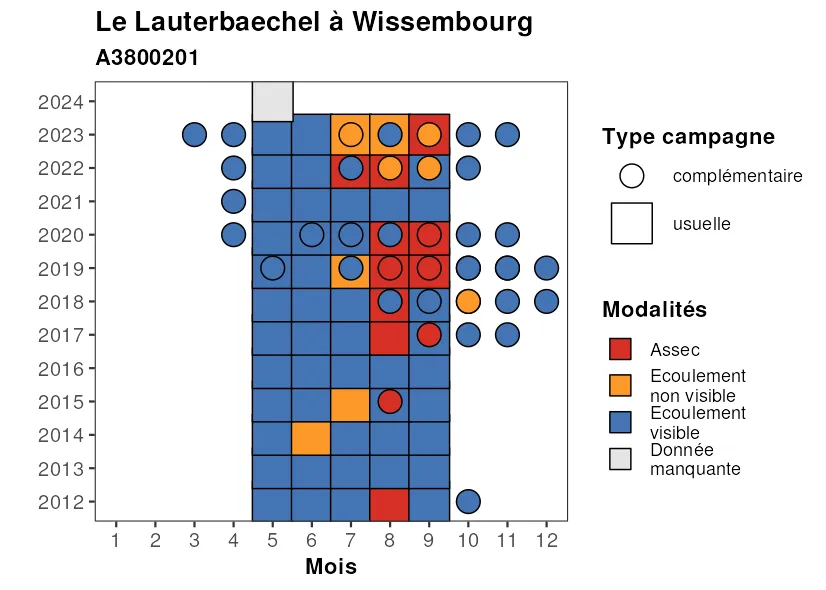 Le Lauterbaechel à Wissembourg
A3800201
2024
2023
2022
2021
2020
2019
2018
2017
2016
2015
2014
2013
2012
1 2 3 4 5 6 7 8 9 10 11 12
Mois
Type campagne
complémentaire
usuelle
Modalités
Assec
Ecoulement
non visible
Ecoulement
visible
Donnée
manquante